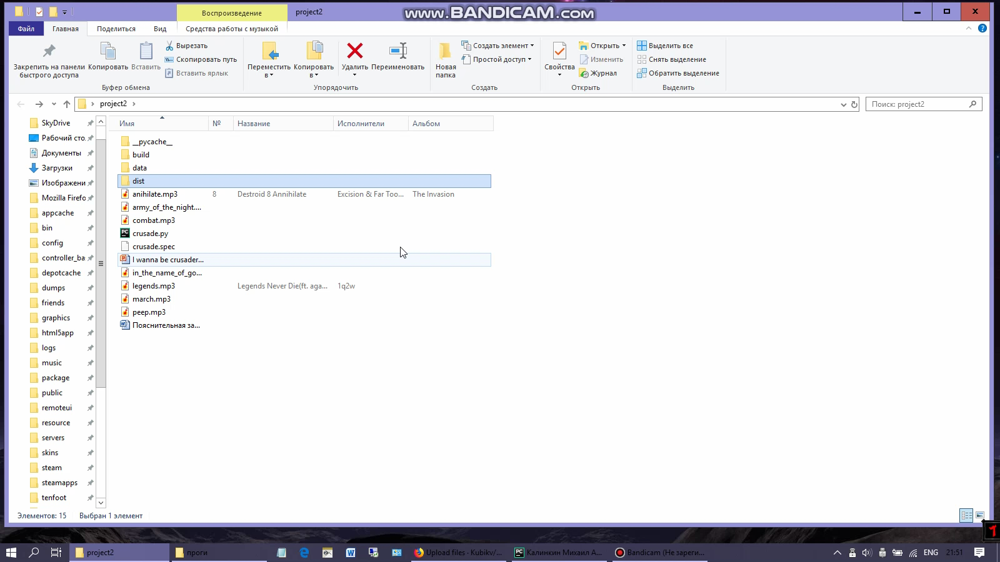 Воспроизведение
project2
www.BANDICAM.com
Файл
Главная
Поделиться
Вид
Средства работы с музыкой
Закрепить на панели
быстрого доступа
Копировать
Вставить
Вырезать
Скопировать путь
Вставить ярлык
Буфер обмена
Переместить
в
Копировать
в
Удалить
Переименовать
Упорядочить
Новая
папка
Создать элемент
Простой доступ
Создать
Свойства
Открыть
Изменить
Журнал
Открыть
Выделить все
Снять выделение
Обратить выделение
Выделить
project2
Поиск: project2
SkyDrive
Рабочий сто
Документы
Загрузки
Изображени
Mozilla Firefo
appcache
bin
config
controller_ba
depotcache
dumps
friends
graphics
html5app
logs
music
package
public
remoteui
resource
servers
skins
steam
steamapps
tenfoot
Имя
№
Название
Исполнители
Альбом
__pycache__
build
data
dist
anihilate.mp3 8 Destroid 8 Annihilate Excision & Far Too... The Invasion
army_of_the_night....
combat.mp3
crusade.py
crusade.spec
I wanna be crusader...
in_the_name_of_go...
legends.mp3 Legends Never Die(ft. aga... 1q2w
march.mp3
peep.mp3
Пояснительная за...
Элементов: 15
Выбран 1 элемент
1
project2
проги
Upload files - Kubikv/...
Калинкин Михаил А...
Bandicam (Не зареги...
ENG
21:51